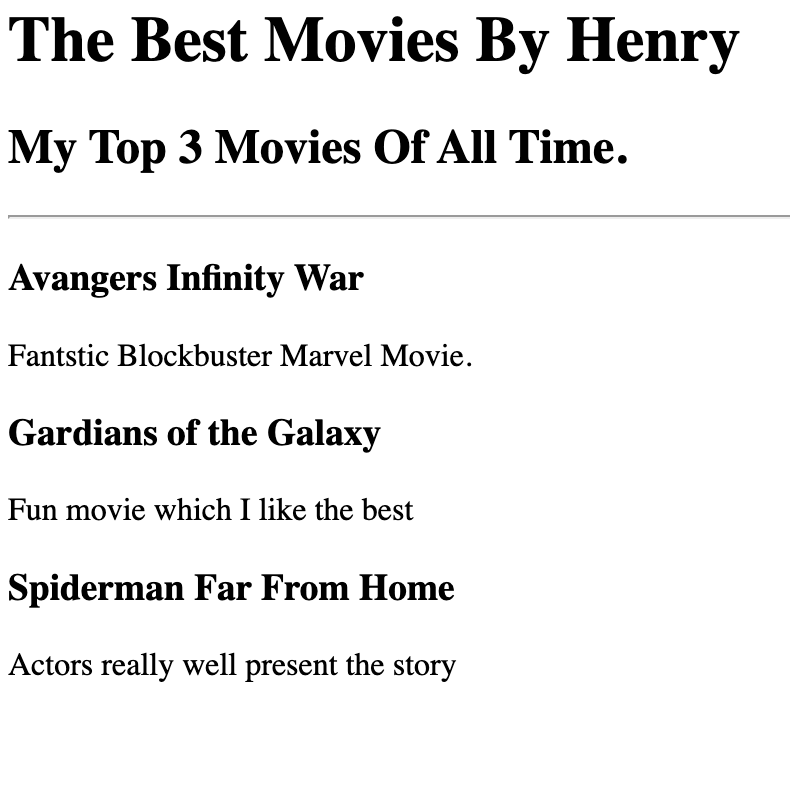 The Best Movies By Henry
My Top 3 Movies Of All Time.
Avangers Infinity War
Fantstic Blockbuster Marvel Movie.
Gardians of the Galaxy
Fun movie which I like the best
Spiderman Far From Home
Actors really well present the story